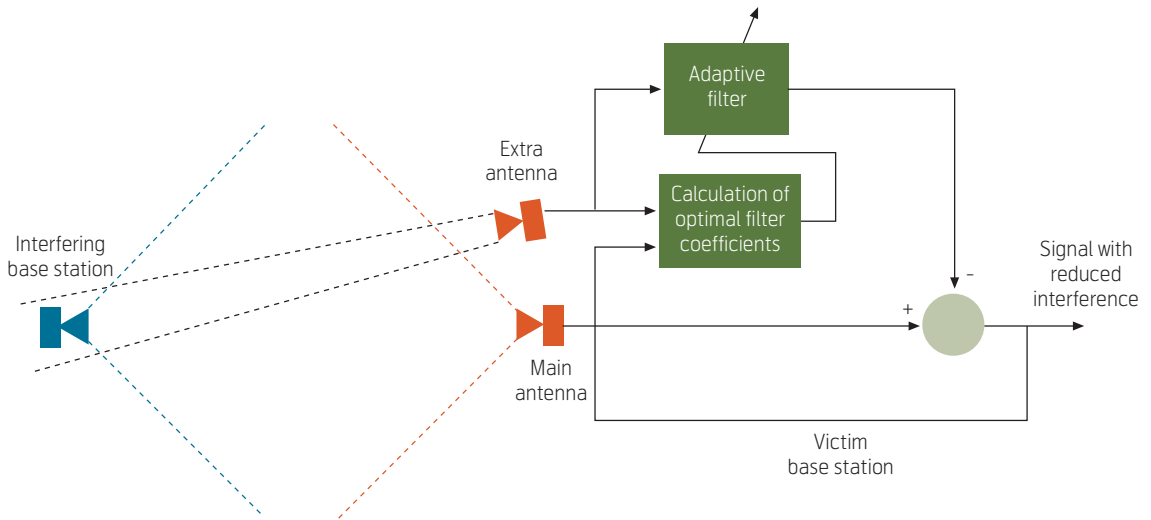 Adaptive
filter
Extra
antenna
Calculation of
optimal filter
coefficients
Interfering
base station
Signal with
reduced
interference
-
+
Main
antenna
Victim
base station